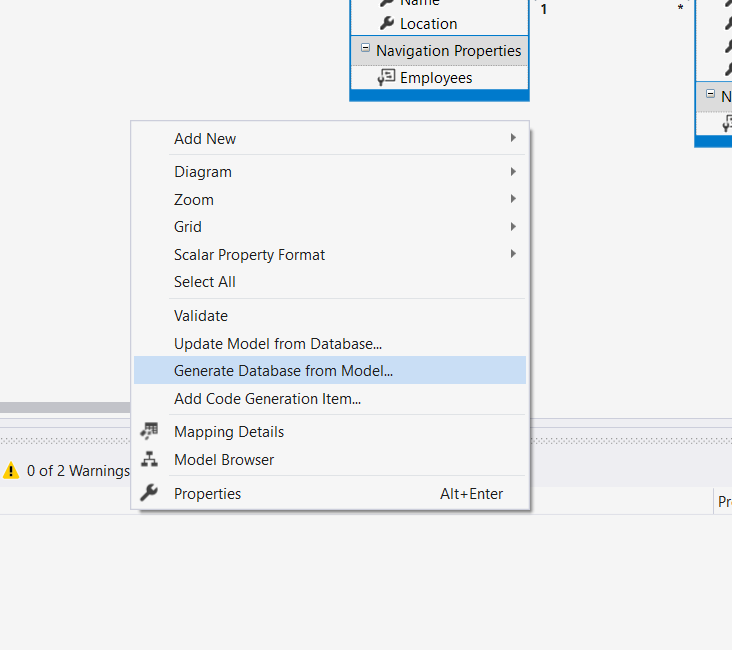 Name
Location
1
*
Navigation Properties
Employees
N
Add New
Diagram
Zoom
Grid
Scalar Property Format
Select All
Validate
Update Model from Database...
Generate Database from Model...
Add Code Generation Item...
Mapping Details
Model Browser
0 of 2 Warnings
Properties Alt+Enter
Pr